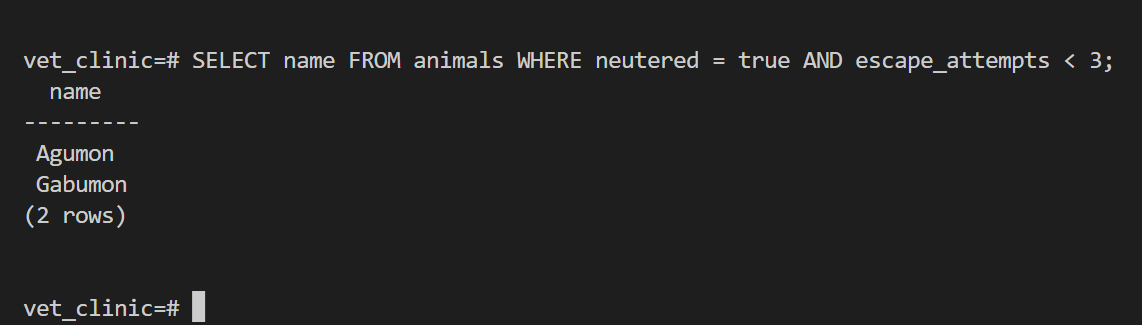 vet_clinic=# SELECT name FROM animals WHERE neutered = true AND escape_attempts < 3;
  name
---------
 Agumon
 Gabumon
(2 rows)
vet_clinic=#